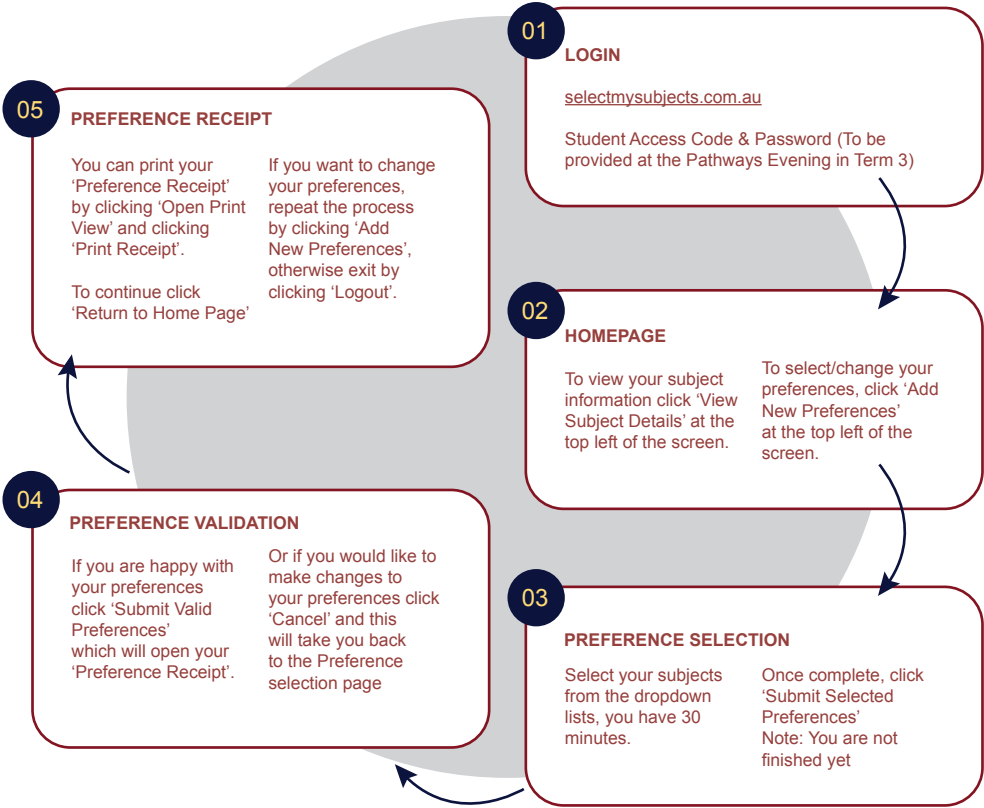 01
LOGIN
selectmysubjects.com.au
Student Access Code & Password (To be
provided at the Pathways Evening in Term 3)
02
HOMEPAGE
To view your subject
information click ‘View
Subject Details’ at the
top left of the screen.
To select/change your
preferences, click ‘Add
New Preferences’
at the top left of the
screen.
03
PREFERENCE SELECTION
Select your subjects
from the dropdown
lists, you have 30
minutes.
Once complete, click
‘Submit Selected
Preferences’
Note: You are not
finished yet
04
PREFERENCE VALIDATION
If you are happy with
your preferences
click ‘Submit Valid
Preferences’
which will open your
‘Preference Receipt’.
Or if you would like to
make changes to
your preferences click
‘Cancel’ and this
will take you back
to the Preference
selection page
05
PREFERENCE RECEIPT
You can print your
‘Preference Receipt’
by clicking ‘Open Print
View’ and clicking
‘Print Receipt’.
To continue click
‘Return to Home Page’
If you want to change
your preferences,
repeat the process
by clicking ‘Add
New Preferences’,
otherwise exit by
clicking ‘Logout’.